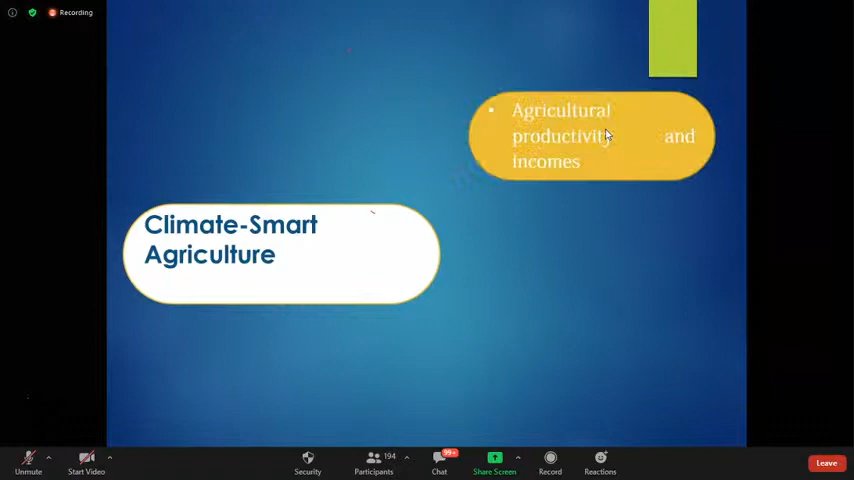 Recording
Agricultural
productivity and
incomes
Climate-Smart
Agriculture
Unmute
Start Video
Security
194
Participants
99+
Chat
Share Screen
Record
Reactions
Leave